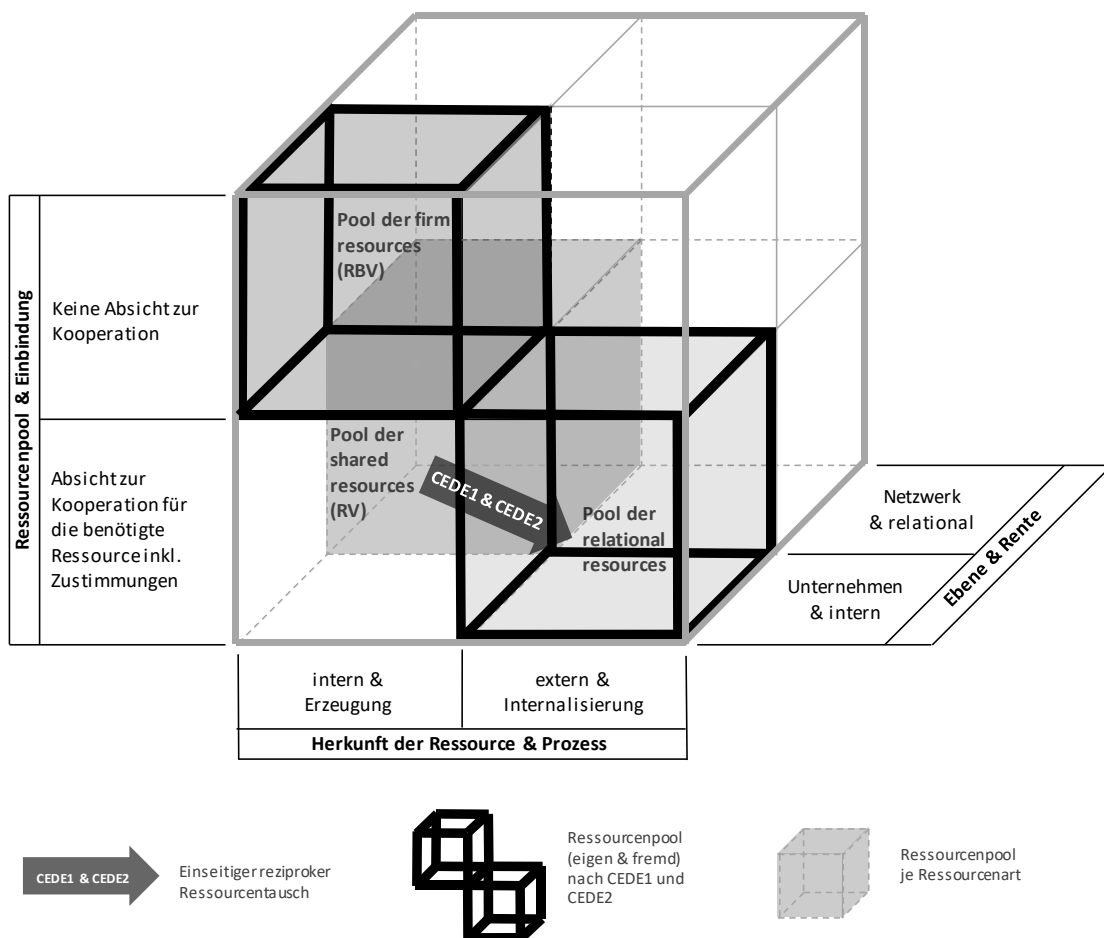 Ressourcenpool & Einbindung
Keine Absicht zur
Kooperation
Absicht zur
Kooperation für
die benötigte
Ressource inkl.
Zustimmungen
Pool der firm
resources
(RBV)
Pool der
shared
resources
(RV)
CEDE1 & CEDE2
Pool der
relational
resources
Netzwerk
& relational
Unternehmen
& intern
Ebene & Rente
intern &
Erzeugung
extern &
Internalisierung
Herkunft der Ressource & Prozess
CEDE1 & CEDE2
Einseitiger reziproker
Ressourcentausch
Ressourcenpool
(eigen & fremd)
nach CEDE1 und
CEDE2
Ressourcenpool
je Ressourcenart